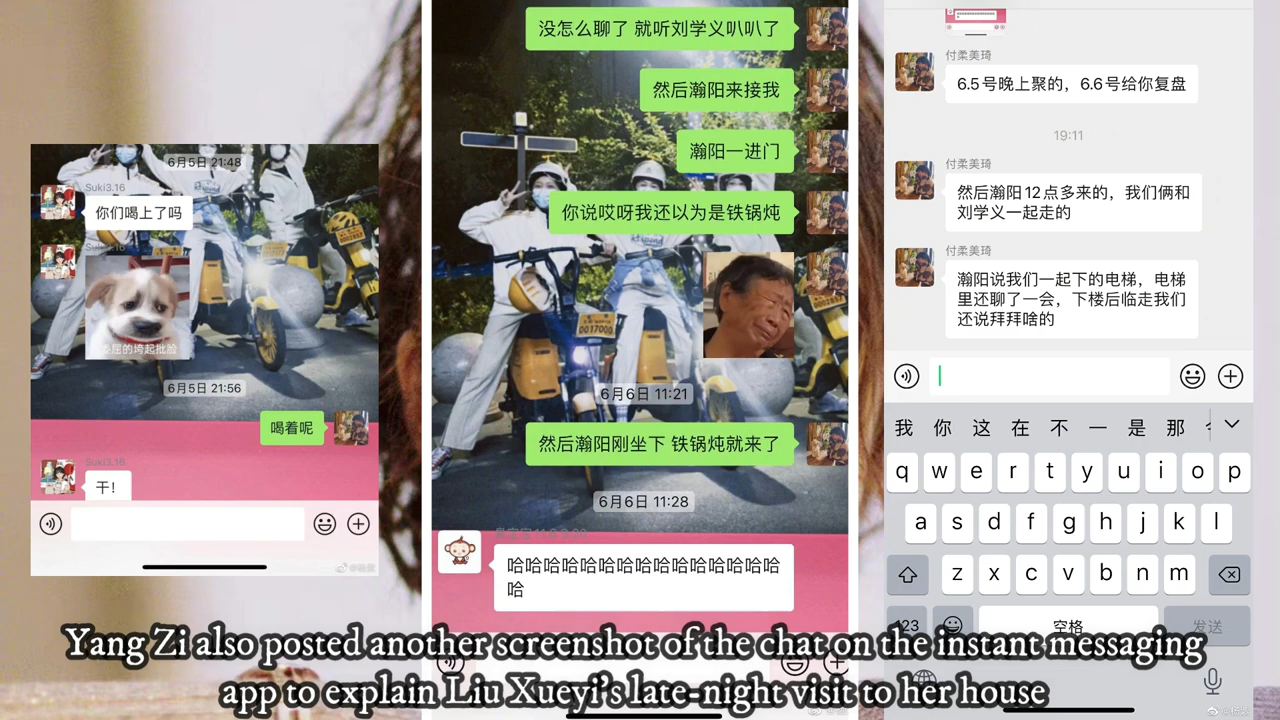 6月5日 21:48
Suki3.16
你们喝上了吗
Suki3.16
6月5日 21:56
喝着呢
Suki3.16
干!
没怎么聊了 就听刘学义叭叭了
然后瀚阳来接我
瀚阳一进门
你说哎呀我还以为是铁锅炖
6月6日 11:21
然后瀚阳刚坐下 铁锅炖就来了
6月6日 11:28
哈哈哈哈哈哈哈哈哈哈哈哈哈哈哈
哈
付柔美琦
6.5号晚上聚的，6.6号给你复盘
19:11
付柔美琦
然后瀚阳12点多来的，我们俩和
刘学义一起走的
付柔美琦
瀚阳说我们一起下的电梯，电梯
里还聊了一会，下楼后临走我们
还说拜拜啥的
我 你 这 在 不 一 是 那
q w e r t y u i o p
a s d f g h j k l
z x c v b n m
123
空格
发送
Yang Zi also posted another screenshot of the chat on the instant messaging
app to explain Liu Xueyi's late-night visit to her house